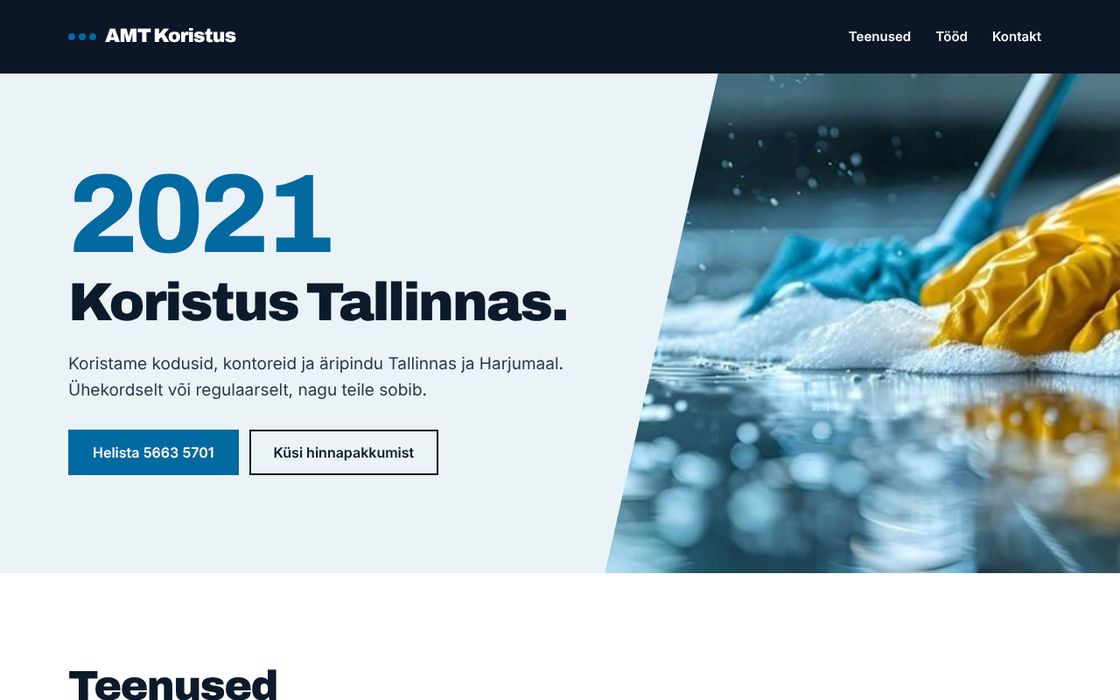 AMT Koristus
Teenused Tööd Kontakt
2021
Koristus Tallinnas.
Koristame kodusid, kontoreid ja äripindu Tallinnas ja Harjumaal.
Ühekordselt või regulaarselt, nagu teile sobib.
Helista 5663 5701 Küsi hinnapakkumist
Teenused